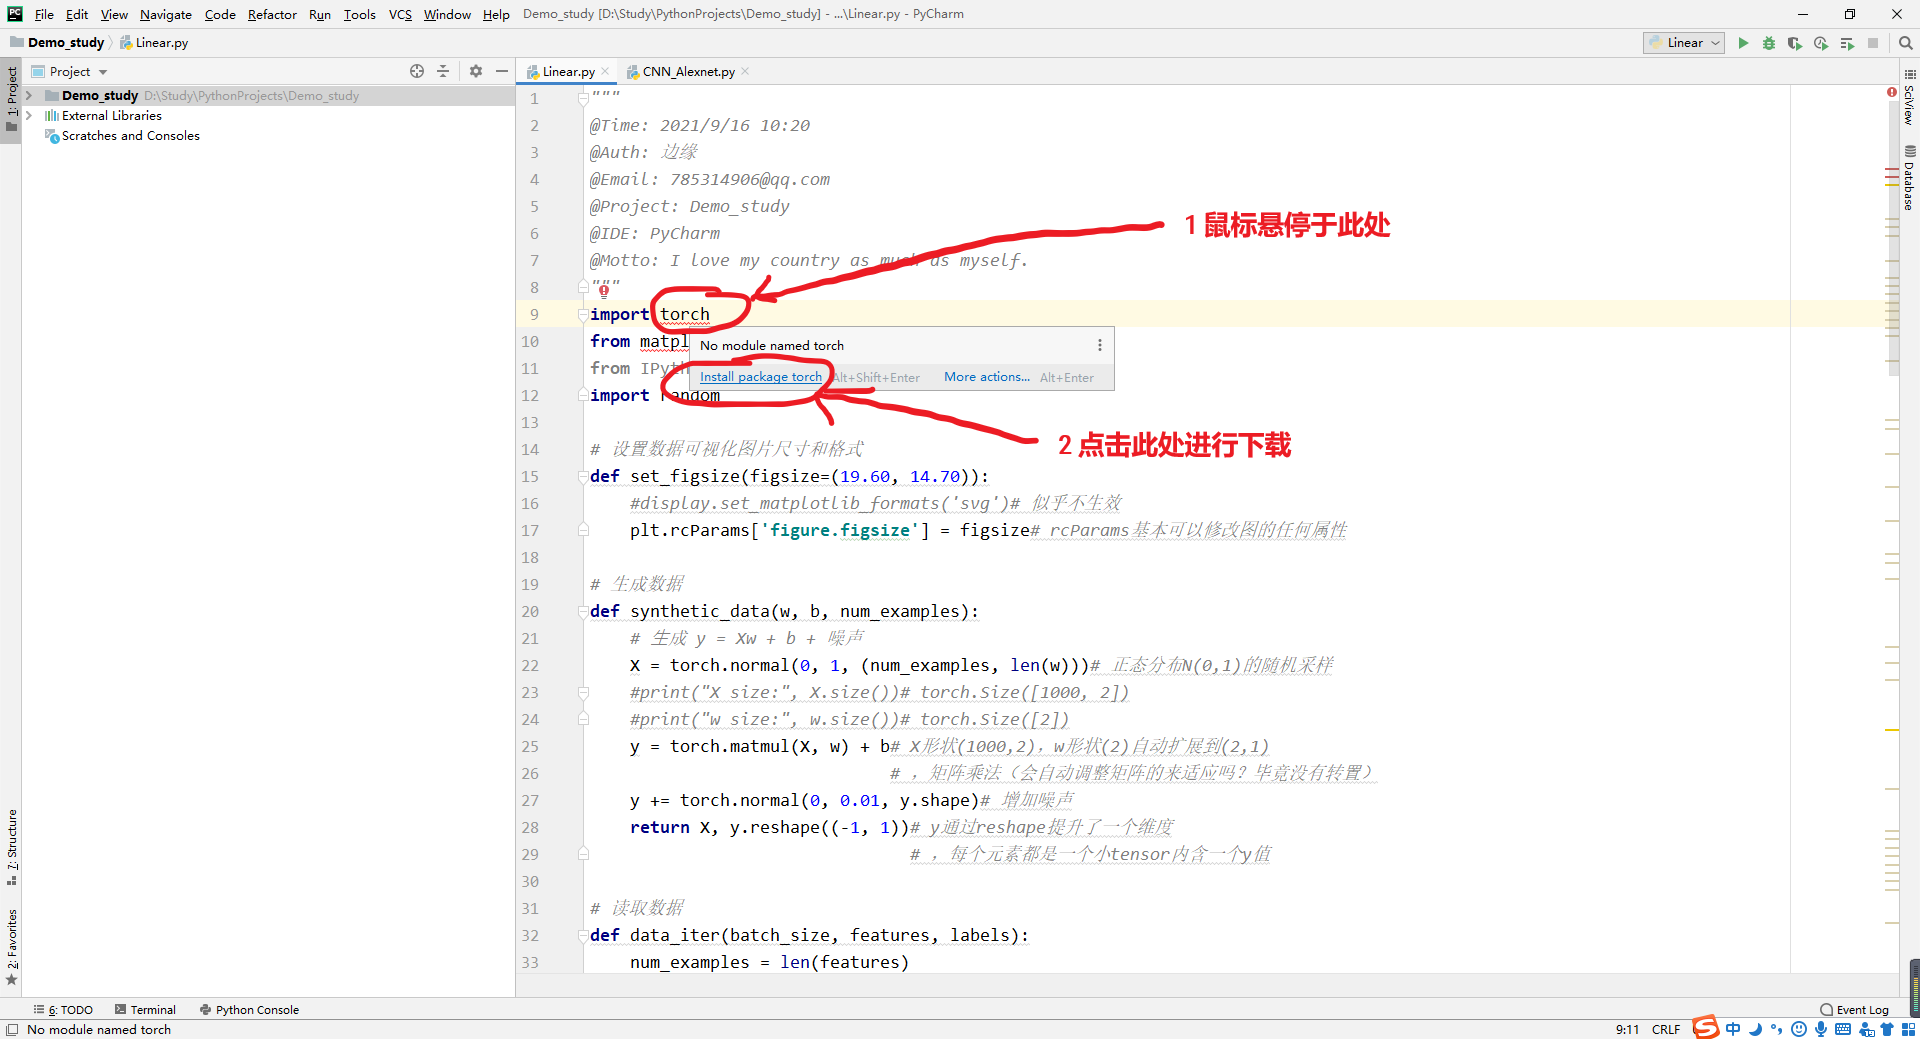 PC File Edit View Navigate Code Refactor Run Tools VCS Window Help Demo_study [D:\Study\PythonProjects\Demo_study] - ...\Linear.py - PyCharm
Demo_study Linear.py Linear
Project Linear.py CNN_Alexnet.py
1: Project
Demo_study D:\Study\PythonProjects\Demo_study
External Libraries
Scratches and Consoles
7: Structure
2: Favorites
SciView
Database
1 """
2 @Time: 2021/9/16 10:20
3 @Auth: 边缘
4 @Email: 785314906@qq.com
5 @Project: Demo_study
6 @IDE: PyCharm
7 @Motto: I love my country as much as myself.
8 """
1 鼠标悬停于此处
9 import torch
10 from matpl
No module named torch
11 from IPyth
Install package torch Alt+Shift+Enter More actions... Alt+Enter
12 import random
13
2 点击此处进行下载
14 # 设置数据可视化图片尺寸和格式
15 def set_figsize(figsize=(19.60, 14.70)):
16 #display.set_matplotlib_formats('svg')# 似乎不生效
17 plt.rcParams['figure.figsize'] = figsize# rcParams基本可以修改图的任何属性
18
19 # 生成数据
20 def synthetic_data(w, b, num_examples):
21 # 生成 y = Xw + b + 噪声
22 X = torch.normal(0, 1, (num_examples, len(w)))# 正态分布N(0,1)的随机采样
23 #print("X size:", X.size())# torch.Size([1000, 2])
24 #print("w size:", w.size())# torch.Size([2])
25 y = torch.matmul(X, w) + b# X形状(1000,2)，w形状(2)自动扩展到(2,1)
26 # ，矩阵乘法（会自动调整矩阵的来适应吗？毕竟没有转置）
27 y += torch.normal(0, 0.01, y.shape)# 增加噪声
28 return X, y.reshape((-1, 1))# y通过reshape提升了一个维度
29 # ，每个元素都是一个小tensor内含一个y值
30
31 # 读取数据
32 def data_iter(batch_size, features, labels):
33 num_examples = len(features)
6: TODO Terminal Python Console Event Log
No module named torch 9:11 CRLF S 中